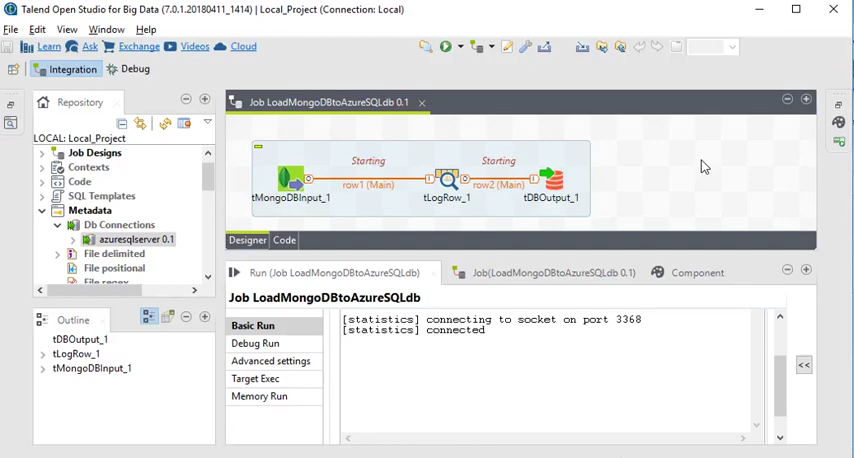 Talend Open Studio for Big Data (7.0.1.20180411_1414) | Local_Project (Connection: Local)
File Edit View Window Help
Learn Ask Exchange Videos Cloud
Integration Debug
Repository
LOCAL: Local_Project
Job Designs
Contexts
Code
SQL Templates
Metadata
Db Connections
azuresqlserver 0.1
File delimited
File positional
File regex
Job LoadMongoDBtoAzureSQLdb 0.1
Starting Starting
row1 (Main) row2 (Main)
tMongoDBInput_1 tLogRow_1 tDBOutput_1
Designer Code
Outline
tDBOutput_1
tLogRow_1
tMongoDBInput_1
Run (Job LoadMongoDBtoAzureSQLdb) Job(LoadMongoDBtoAzureSQLdb 0.1) Component
Job LoadMongoDBtoAzureSQLdb
Basic Run
Debug Run
Advanced settings
Target Exec
Memory Run
[statistics] connecting to socket on port 3368
[statistics] connected
<<